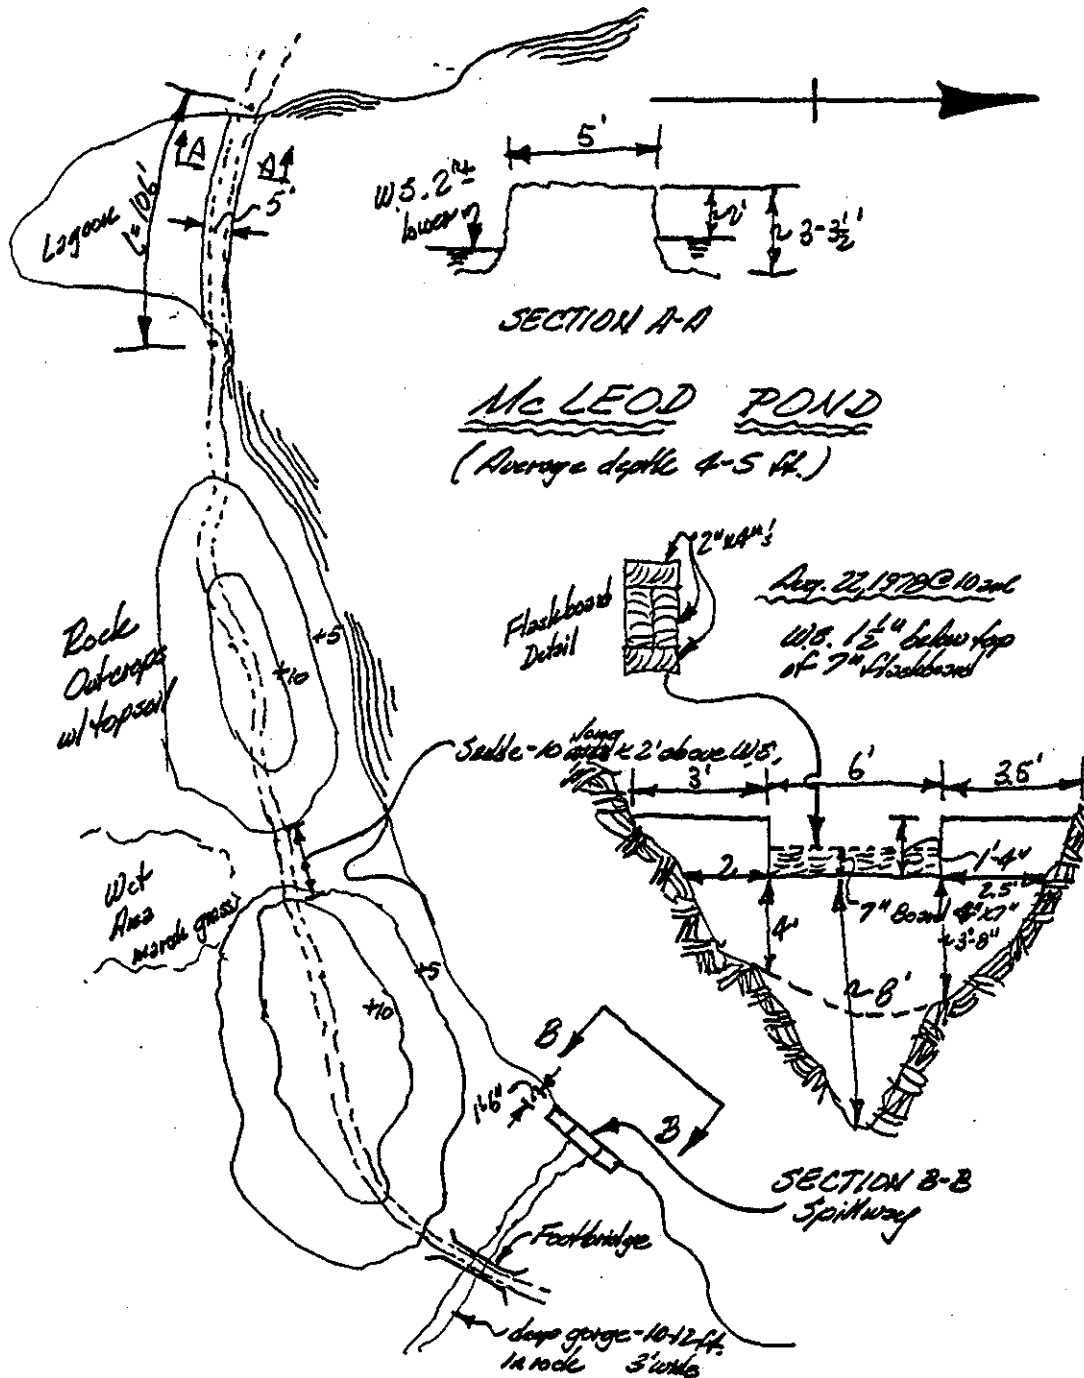 Lagoon
L=106'
A
A
5'
5'
W.S. 2"±
lower
~2'
~ 3-3½'
SECTION A-A
Mc LEOD POND
(Average depth 4-5 ft.)
2"x4"'s
Flashboard
Detail
Aug. 22, 1978 @ 10 am
W.S. 1½" below top
of 7" flashboard
Rock
Outcrops
w/ topsoil
+5
+10
Saddle-10 long < 2' above W.S.
3'
6'
3.5'
2
1'-4"
2.5'
7" Board 4"x7"
~3'-8"
4'
~8'
Wet
Area
marsh grass
+5
+10
B
B
1'6"
SECTION B-B
Spillway
Footbridge
deep gorge-10-12 ft.
in rock 3' wide